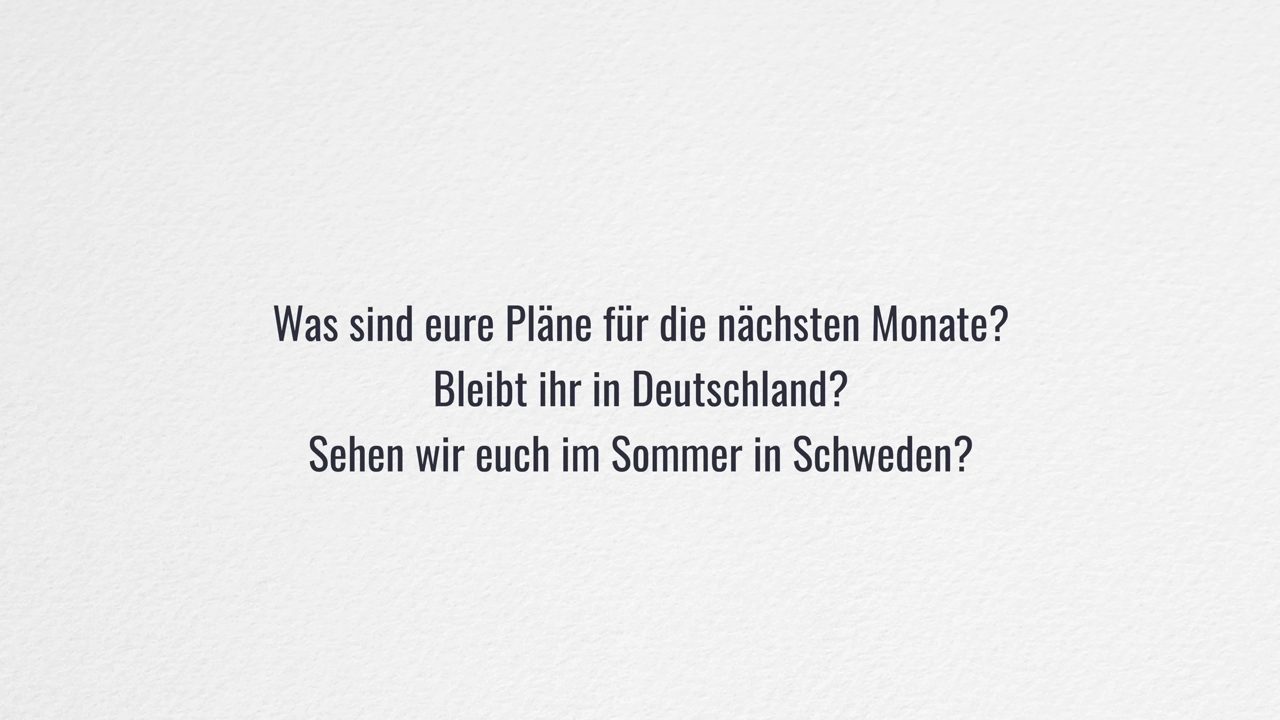 Was sind eure Pläne für die nächsten Monate?
Bleibt ihr in Deutschland?
Sehen wir euch im Sommer in Schweden?